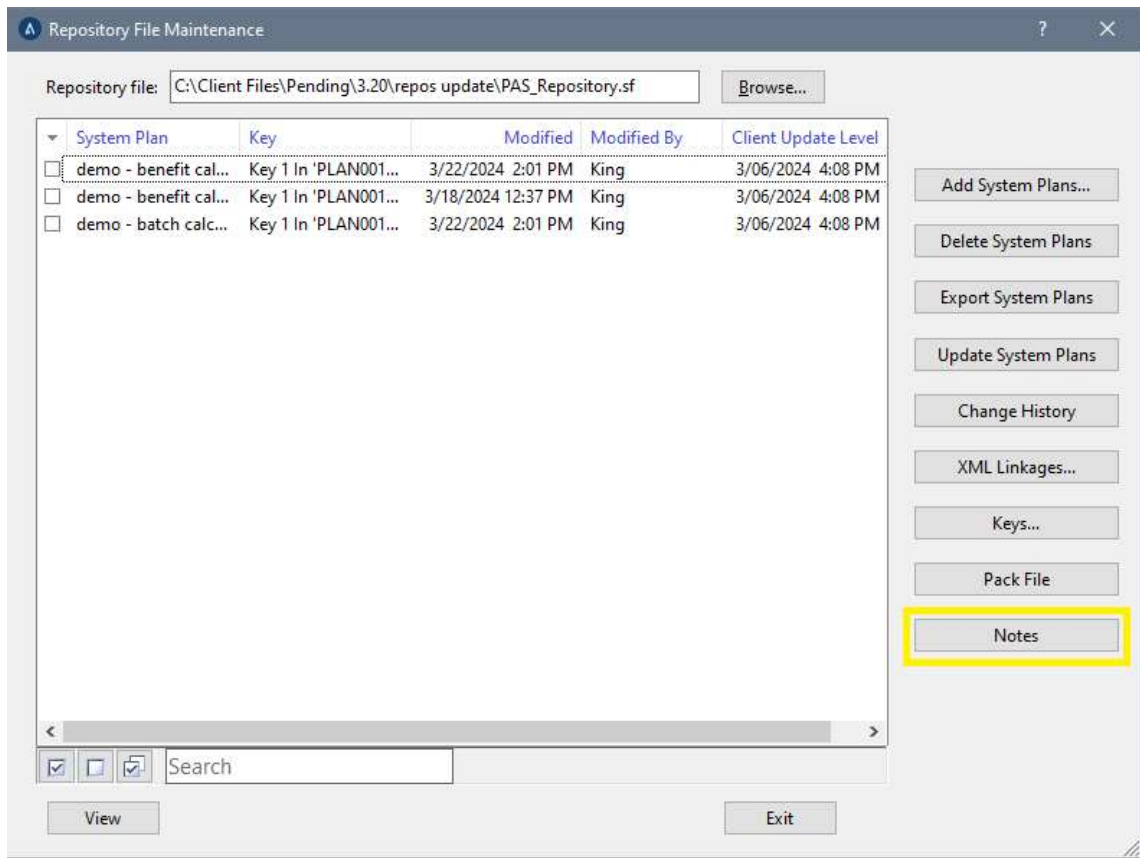 Repository File Maintenance
Repository file: C:\Client Files\Pending\3.20\repos update\PAS_Repository.sf Browse...
System Plan Key Modified Modified By Client Update Level
demo - benefit cal... Key 1 In 'PLAN001... 3/22/2024 2:01 PM King 3/06/2024 4:08 PM
demo - benefit cal... Key 1 In 'PLAN001... 3/18/2024 12:37 PM King 3/06/2024 4:08 PM
demo - batch calc... Key 1 In 'PLAN001... 3/22/2024 2:01 PM King 3/06/2024 4:08 PM
Add System Plans...
Delete System Plans
Export System Plans
Update System Plans
Change History
XML Linkages...
Keys...
Pack File
Notes
Search
View Exit